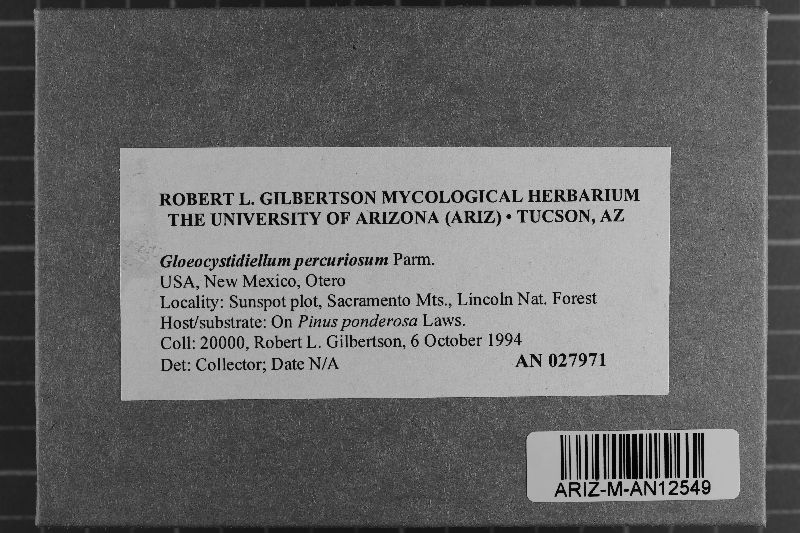 ROBERT L. GILBERTSON MYCOLOGICAL HERBARIUM
THE UNIVERSITY OF ARIZONA (ARIZ) • TUCSON, AZ
Gloeocystidiellum percuriosum Parm.
USA, New Mexico, Otero
Locality: Sunspot plot, Sacramento Mts., Lincoln Nat. Forest
Host/substrate: On Pinus ponderosa Laws.
Coll: 20000, Robert L. Gilbertson, 6 October 1994
Det: Collector; Date N/A AN 027971
ARIZ-M-AN12549